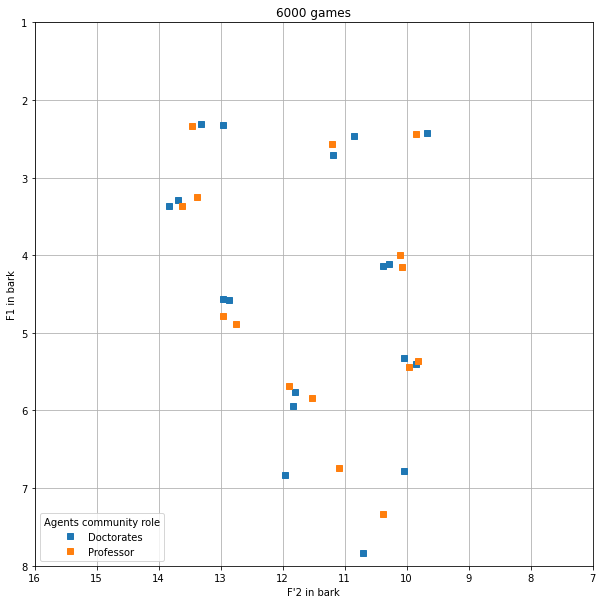 6000 games
1
2
3
4
5
6
7
8
F1 in bark
Agents community role
Doctorates
Professor
16 15 14 13 12 11 10 9 8 7
F'2 in bark